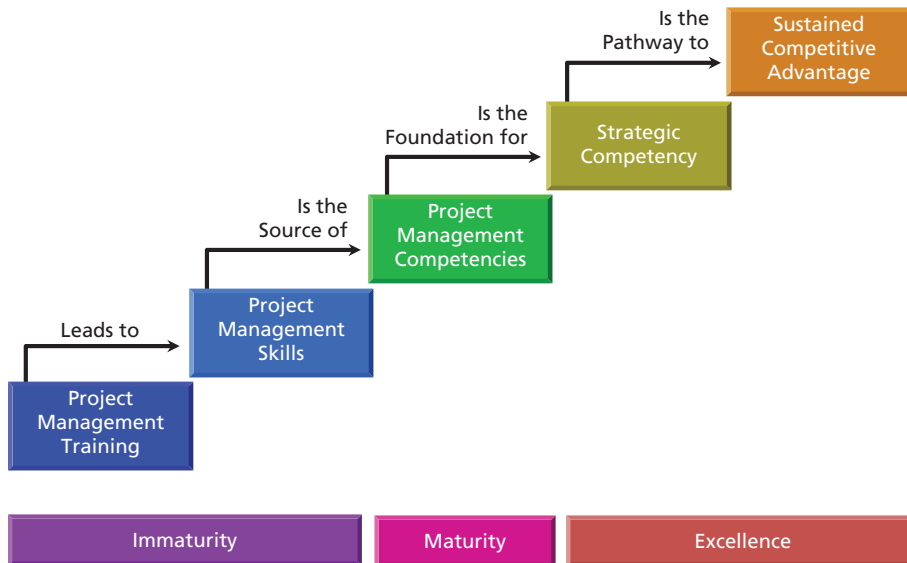 Is the
Pathway to
Sustained
Competitive
Advantage
Is the
Foundation for
Strategic
Competency
Is the
Source of
Project
Management
Competencies
Leads to
Project
Management
Skills
Project
Management
Training
Immaturity
Maturity
Excellence